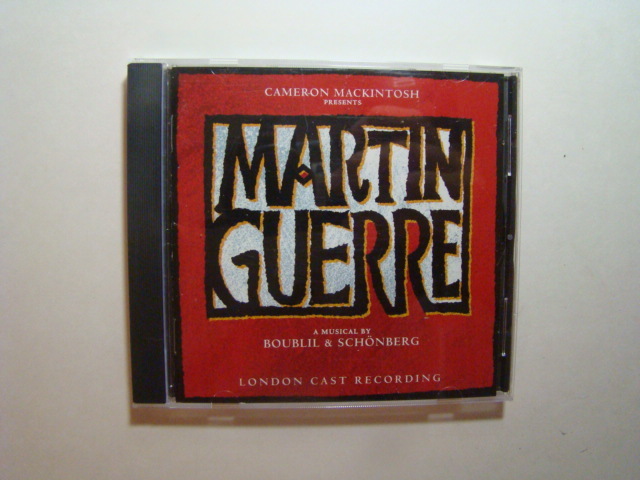 CAMERON MACKINTOSH
PRESENTS
MARTIN
GUERRE
A MUSICAL BY
BOUBLIL & SCHÖNBERG
LONDON CAST RECORDING